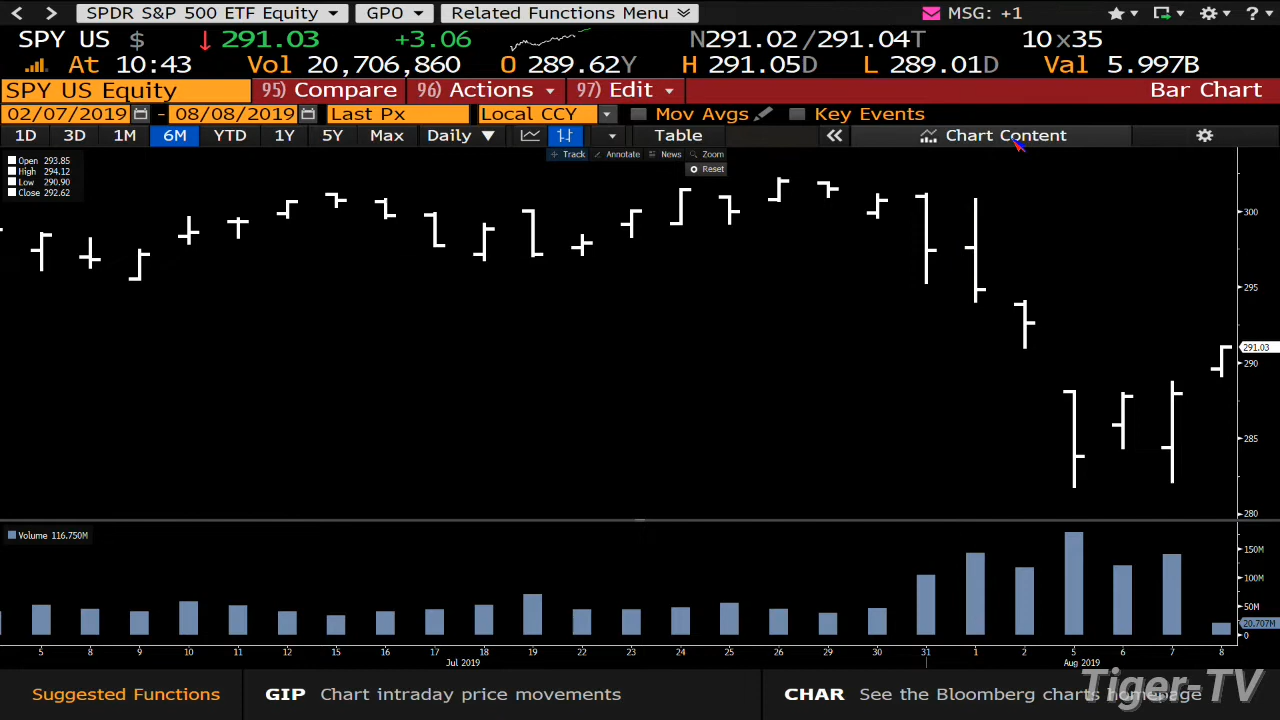 SPDR S&P 500 ETF Equity GPO Related Functions Menu MSG: +1 ?
SPY US $ ↓ 291.03 +3.06 N291.02/291.04T 10x35
At 10:43 Vol 20,706,860 O 289.62Y H 291.05D L 289.01D Val 5.997B
SPY US Equity 95) Compare 96) Actions 97) Edit Bar Chart
02/07/2019 - 08/08/2019 Last Px Local CCY Mov Avgs Key Events
1D 3D 1M 6M YTD 1Y 5Y Max Daily ▼ Table « Chart Content
Track Annotate News Zoom
Reset
Open 293.85
High 294.12
Low 290.90
Close 292.62
300
295
291.03
290
285
280
Volume 116.750M
150M
100M
50M
20.707M
0
5 8 9 10 11 12 15 16 17 18 19 22 23 24 25 26 29 30 31 1 2 5 6 7 8
Jul 2019 Aug 2019
Suggested Functions GIP Chart intraday price movements CHAR See the Bloomberg charts homepage
Tiger-TV